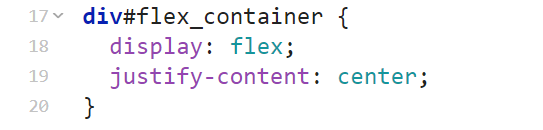 17 div#flex_container {
18   display: flex;
19   justify-content: center;
20 }